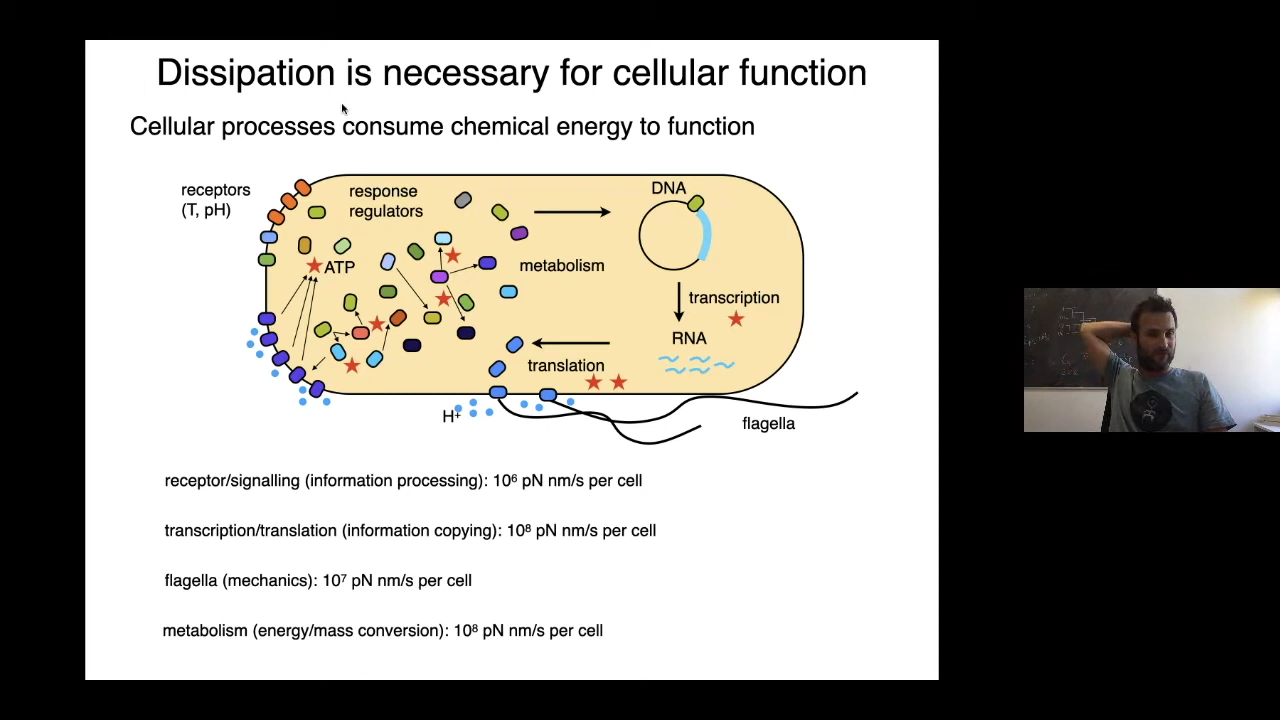 Dissipation is necessary for cellular function
Cellular processes consume chemical energy to function
receptors
(T, pH)
response
regulators
DNA
ATP
metabolism
transcription
RNA
translation
H⁺
flagella
receptor/signalling (information processing): 10⁶ pN nm/s per cell
transcription/translation (information copying): 10⁸ pN nm/s per cell
flagella (mechanics): 10⁷ pN nm/s per cell
metabolism (energy/mass conversion): 10⁸ pN nm/s per cell